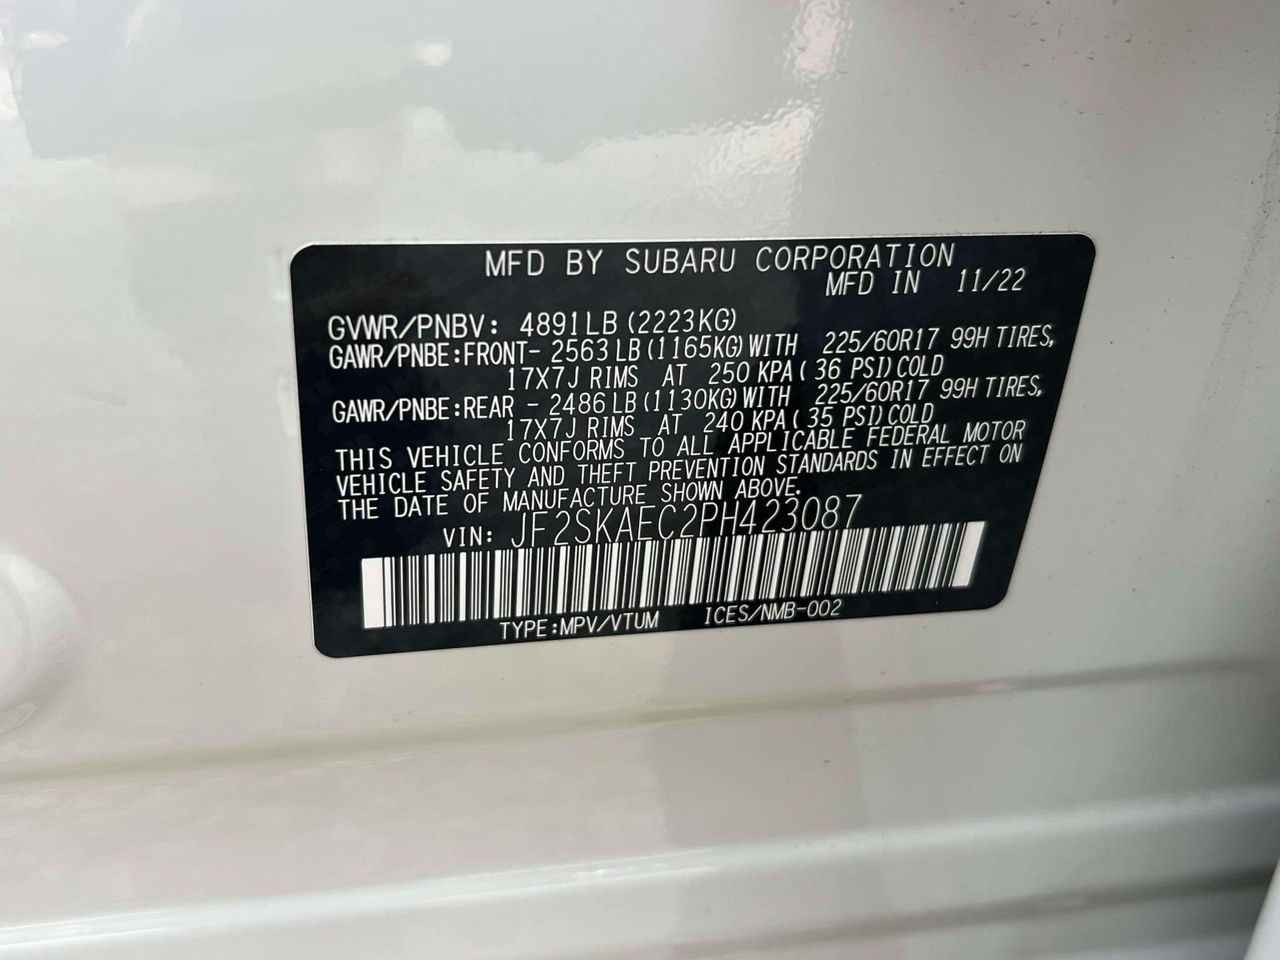 MFD BY SUBARU CORPORATION
MFD IN 11/22
GVWR/PNBV: 4891LB (2223KG)
GAWR/PNBE:FRONT- 2563LB (1165KG) WITH 225/60R17 99H TIRES,
17X7J RIMS AT 250 KPA( 36 PSI) COLD
GAWR/PNBE:REAR - 2486LB (1130KG) WITH 225/60R17 99H TIRES,
17X7J RIMS AT 240 KPA( 35 PSI) COLD
THIS VEHICLE CONFORMS TO ALL APPLICABLE FEDERAL MOTOR
VEHICLE SAFETY AND THEFT PREVENTION STANDARDS IN EFFECT ON
THE DATE OF MANUFACTURE SHOWN ABOVE.
VIN: JF2SKAEC2PH423087
TYPE:MPV/VTUM ICES/NMB-002